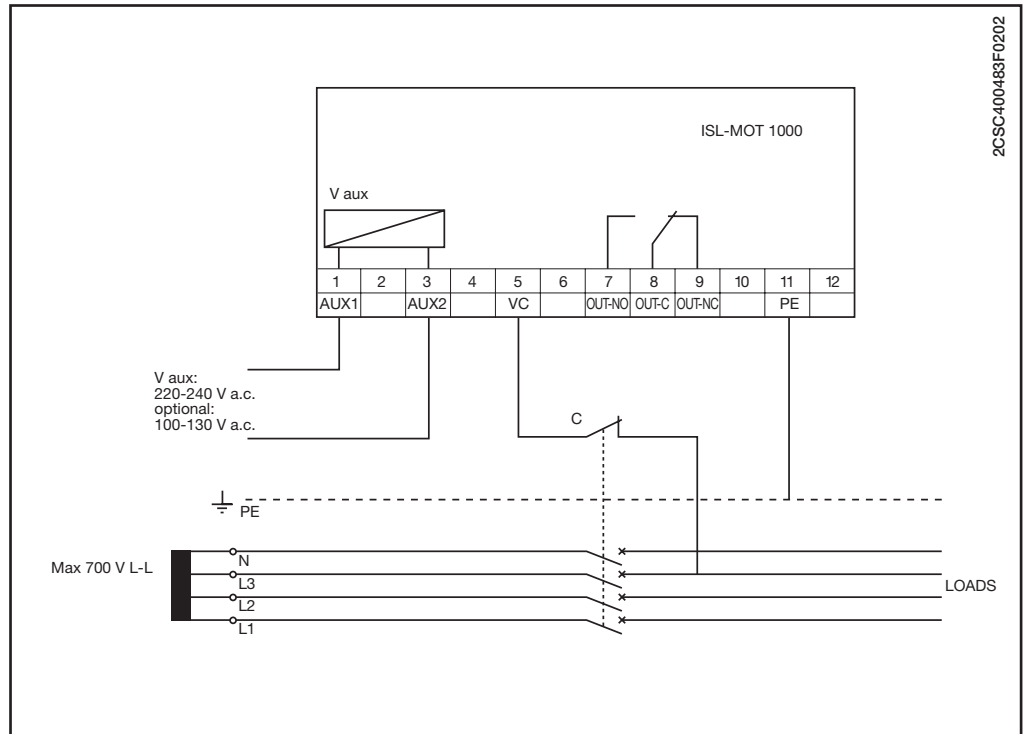 2CSC400483F0202
ISL-MOT 1000
V aux
1 2 3 4 5 6 7 8 9 10 11 12
AUX1 AUX2 VC OUT-NO OUT-C OUT-NC PE
V aux:
220-240 V a.c.
optional:
100-130 V a.c.
C
PE
Max 700 V L-L
N
L3
L2
L1
LOADS